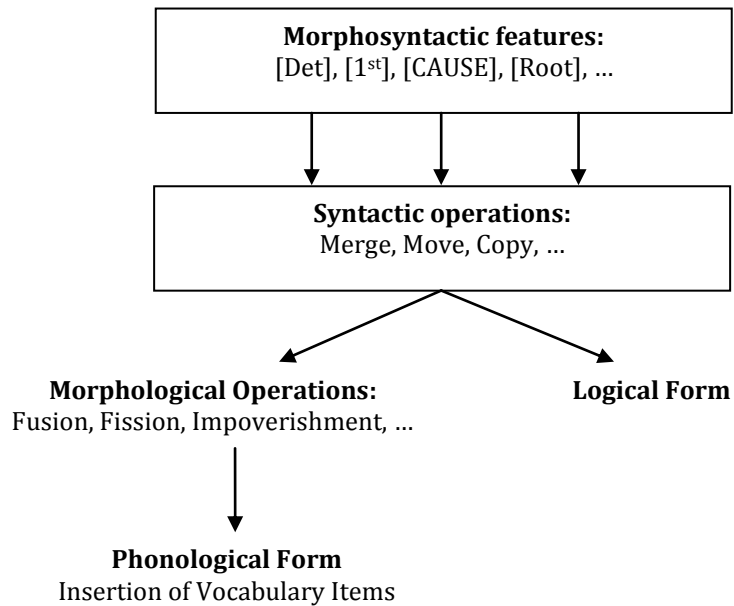 Morphosyntactic features:
[Det], [1st], [CAUSE], [Root], …
Syntactic operations:
Merge, Move, Copy, …
Morphological Operations:
Fusion, Fission, Impoverishment, …
Logical Form
Phonological Form
Insertion of Vocabulary Items